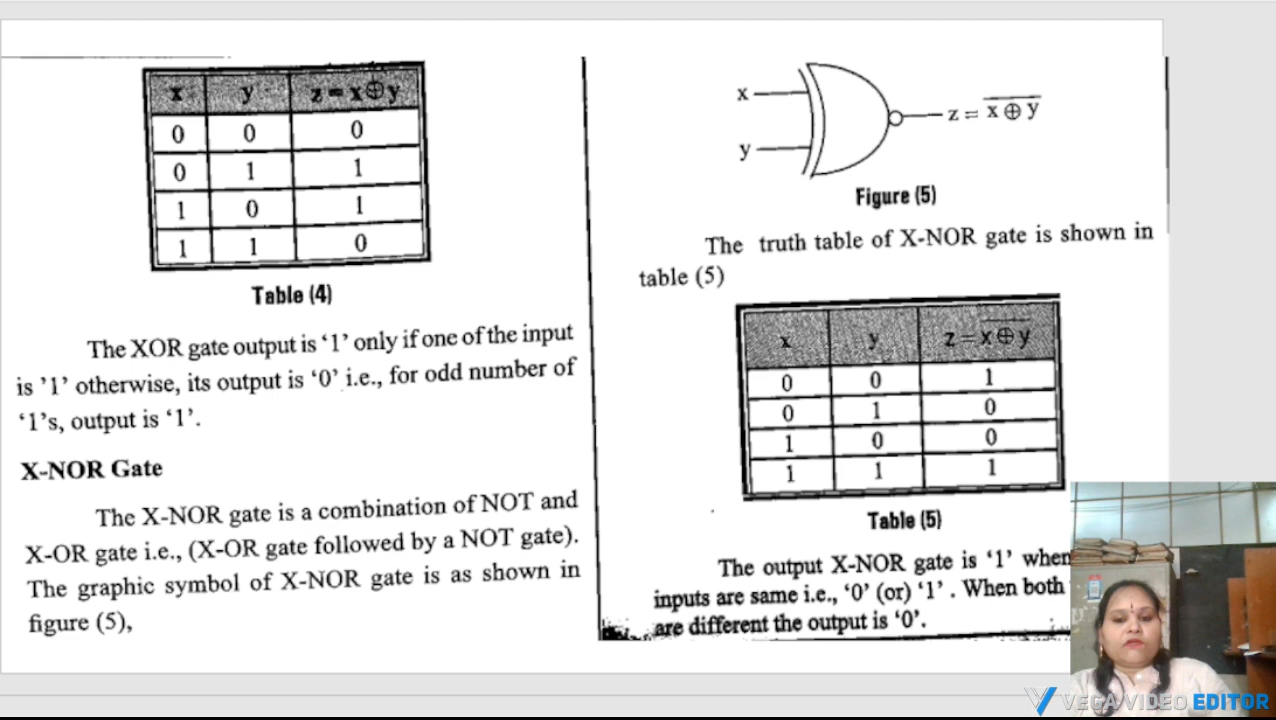 x y z = x⊕y
0 0 0
0 1 1
1 0 1
1 1 0
Table (4)
The XOR gate output is ‘1’ only if one of the input
is ’1’ otherwise, its output is ‘0’ i.e., for odd number of
‘1’s, output is ‘1’.
X-NOR Gate
The X-NOR gate is a combination of NOT and
X-OR gate i.e., (X-OR gate followed by a NOT gate).
The graphic symbol of X-NOR gate is as shown in
figure (5),
x
z = x̅ ̅⊕̅ ̅y̅
y
Figure (5)
The truth table of X-NOR gate is shown in
table (5)
x y z = x̅ ̅⊕̅ ̅y̅
0 0 1
0 1 0
1 0 0
1 1 1
Table (5)
The output X-NOR gate is ‘1’ when
inputs are same i.e., ‘0’ (or) ‘1’. When both
are different the output is ‘0’.
VEGA VIDEO EDITOR